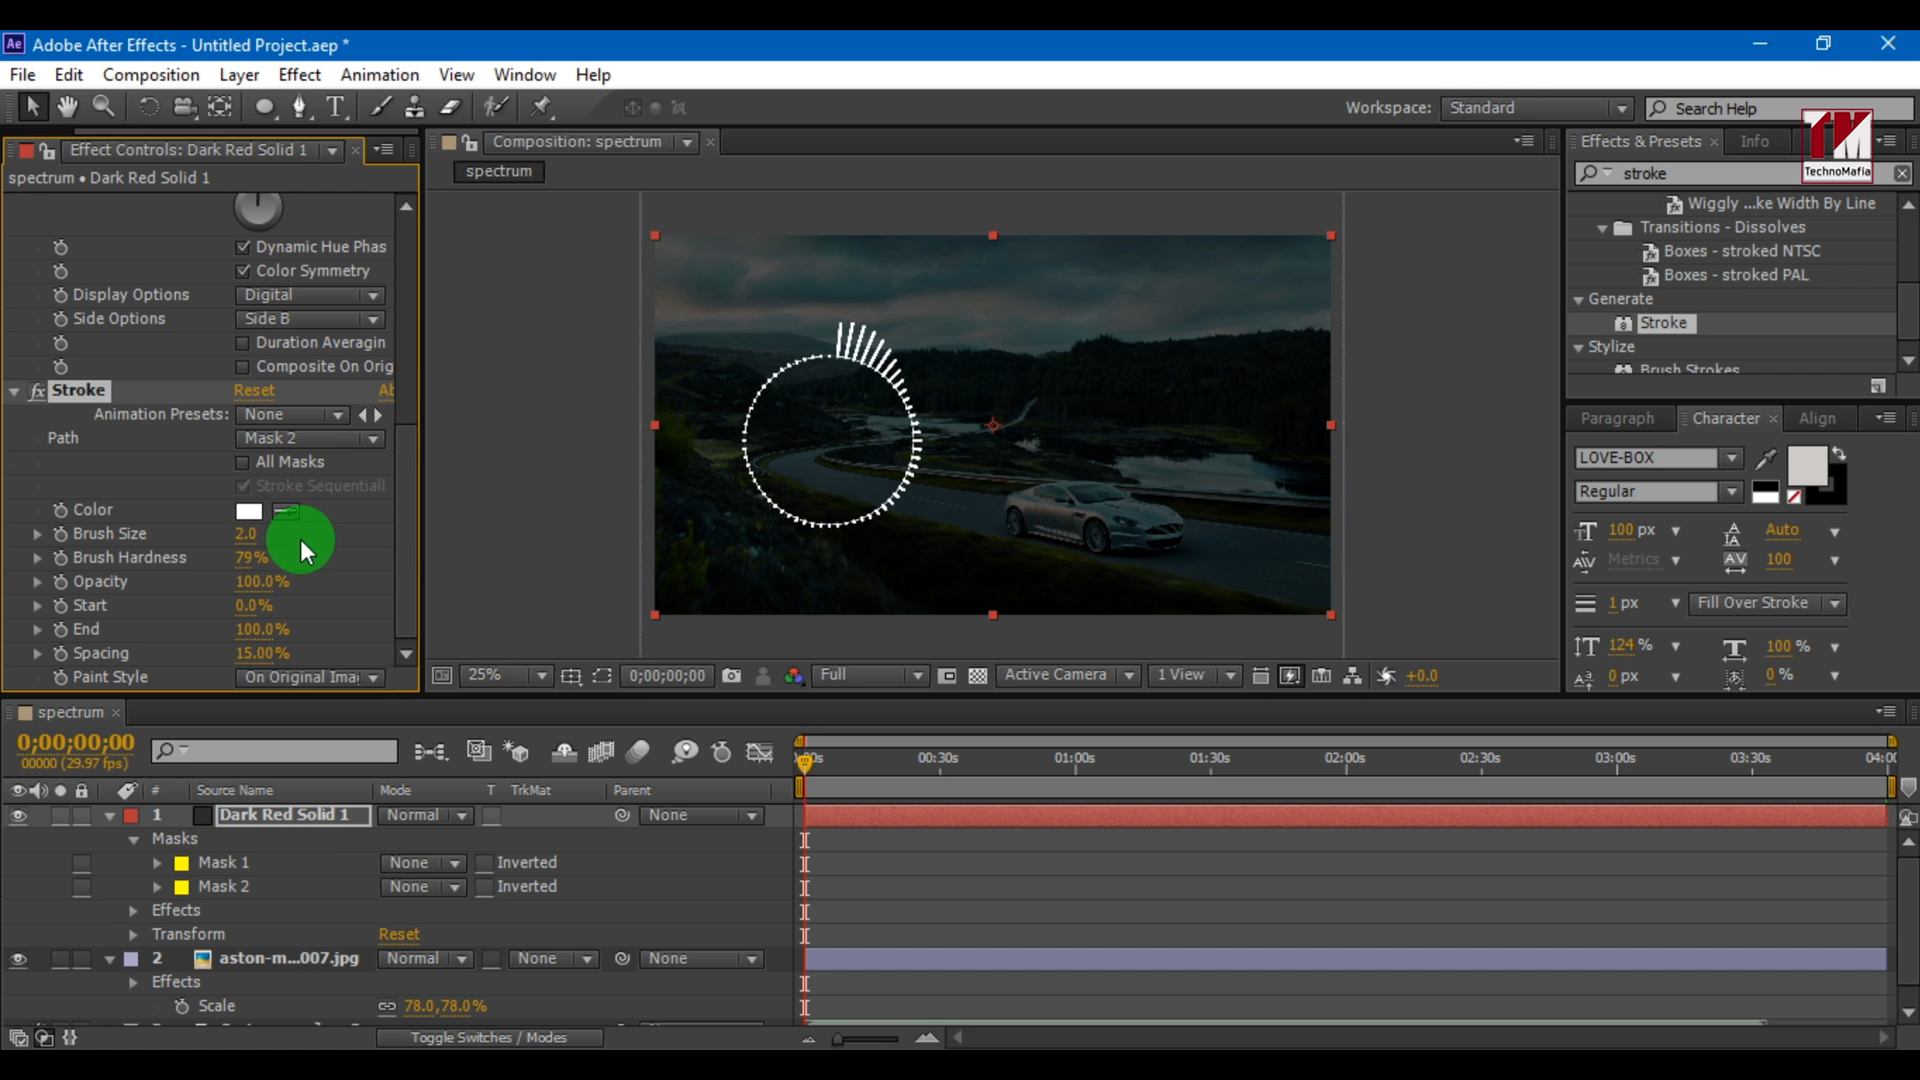 Ae Adobe After Effects - Untitled Project.aep *
File Edit Composition Layer Effect Animation View Window Help
T Workspace: Standard Search Help
TM
TechnoMafia
Effect Controls: Dark Red Solid 1
spectrum • Dark Red Solid 1
Dynamic Hue Phas
Color Symmetry
Display Options Digital
Side Options Side B
Duration Averagin
Composite On Orig
fx Stroke Reset Ab
Animation Presets: None
Path Mask 2
All Masks
Stroke Sequentiall
Color
Brush Size 2.0
Brush Hardness 79%
Opacity 100.0%
Start 0.0%
End 100.0%
Spacing 15.00%
Paint Style On Original Ima
Composition: spectrum
spectrum
25% 0;00;00;00 Full Active Camera 1 View +0.0
Effects & Presets Info
stroke
Wiggly ...ke Width By Line
Transitions - Dissolves
Boxes - stroked NTSC
Boxes - stroked PAL
Generate
Stroke
Stylize
Brush Strokes
Paragraph Character Align
LOVE-BOX
Regular
100 px Auto
Metrics 100
1 px Fill Over Stroke
124 % 100 %
0 px 0 %
spectrum
0;00;00;00
00000 (29.97 fps)
00s 00:30s 01:00s 01:30s 02:00s 02:30s 03:00s 03:30s 04:00
# Source Name Mode T TrkMat Parent
1 Dark Red Solid 1 Normal None
Masks
Mask 1 None Inverted
Mask 2 None Inverted
Effects
Transform Reset
2 aston-m...007.jpg Normal None None
Effects
Scale 78.0,78.0%
Toggle Switches / Modes